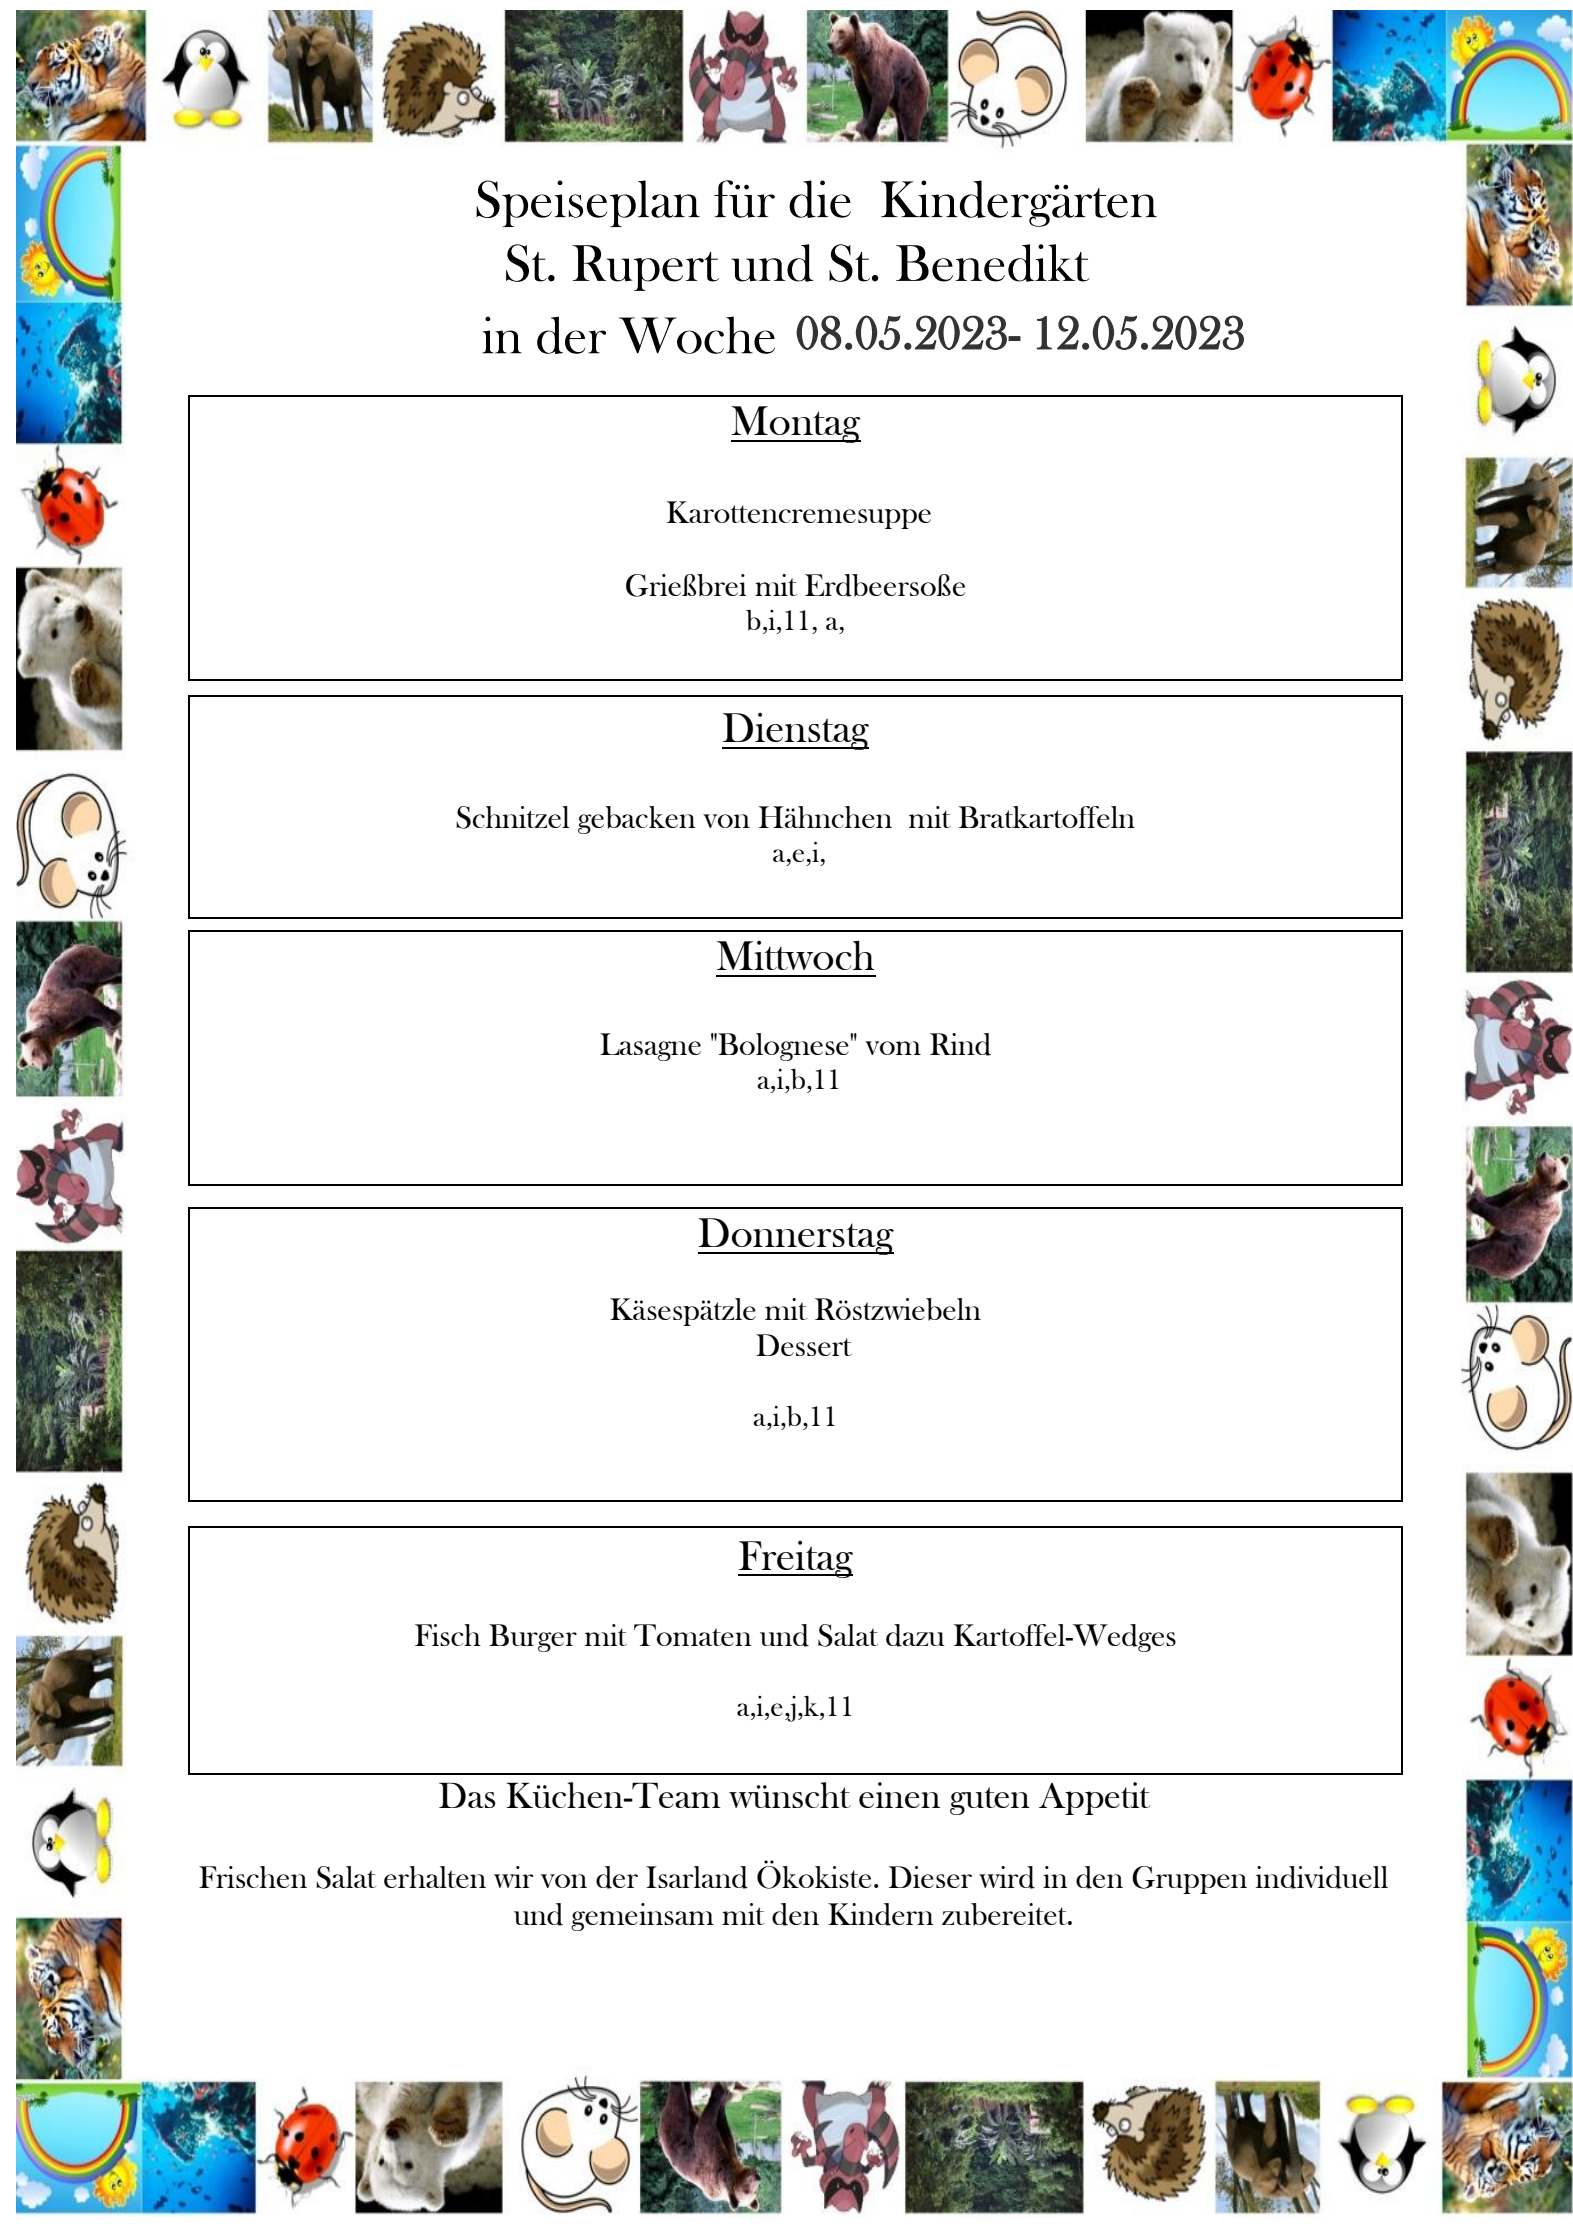 Speiseplan für die Kindergärten
St. Rupert und St. Benedikt
in der Woche 08.05.2023- 12.05.2023
Montag
Karottencremesuppe
Grießbrei mit Erdbeersoße
b,i,11, a,
Dienstag
Schnitzel gebacken von Hähnchen mit Bratkartoffeln
a,e,i,
Mittwoch
Lasagne "Bolognese" vom Rind
a,i,b,11
Donnerstag
Käsespätzle mit Röstzwiebeln
Dessert
a,i,b,11
Freitag
Fisch Burger mit Tomaten und Salat dazu Kartoffel-Wedges
a,i,e,j,k,11
Das Küchen-Team wünscht einen guten Appetit
Frischen Salat erhalten wir von der Isarland Ökokiste. Dieser wird in den Gruppen individuell
und gemeinsam mit den Kindern zubereitet.